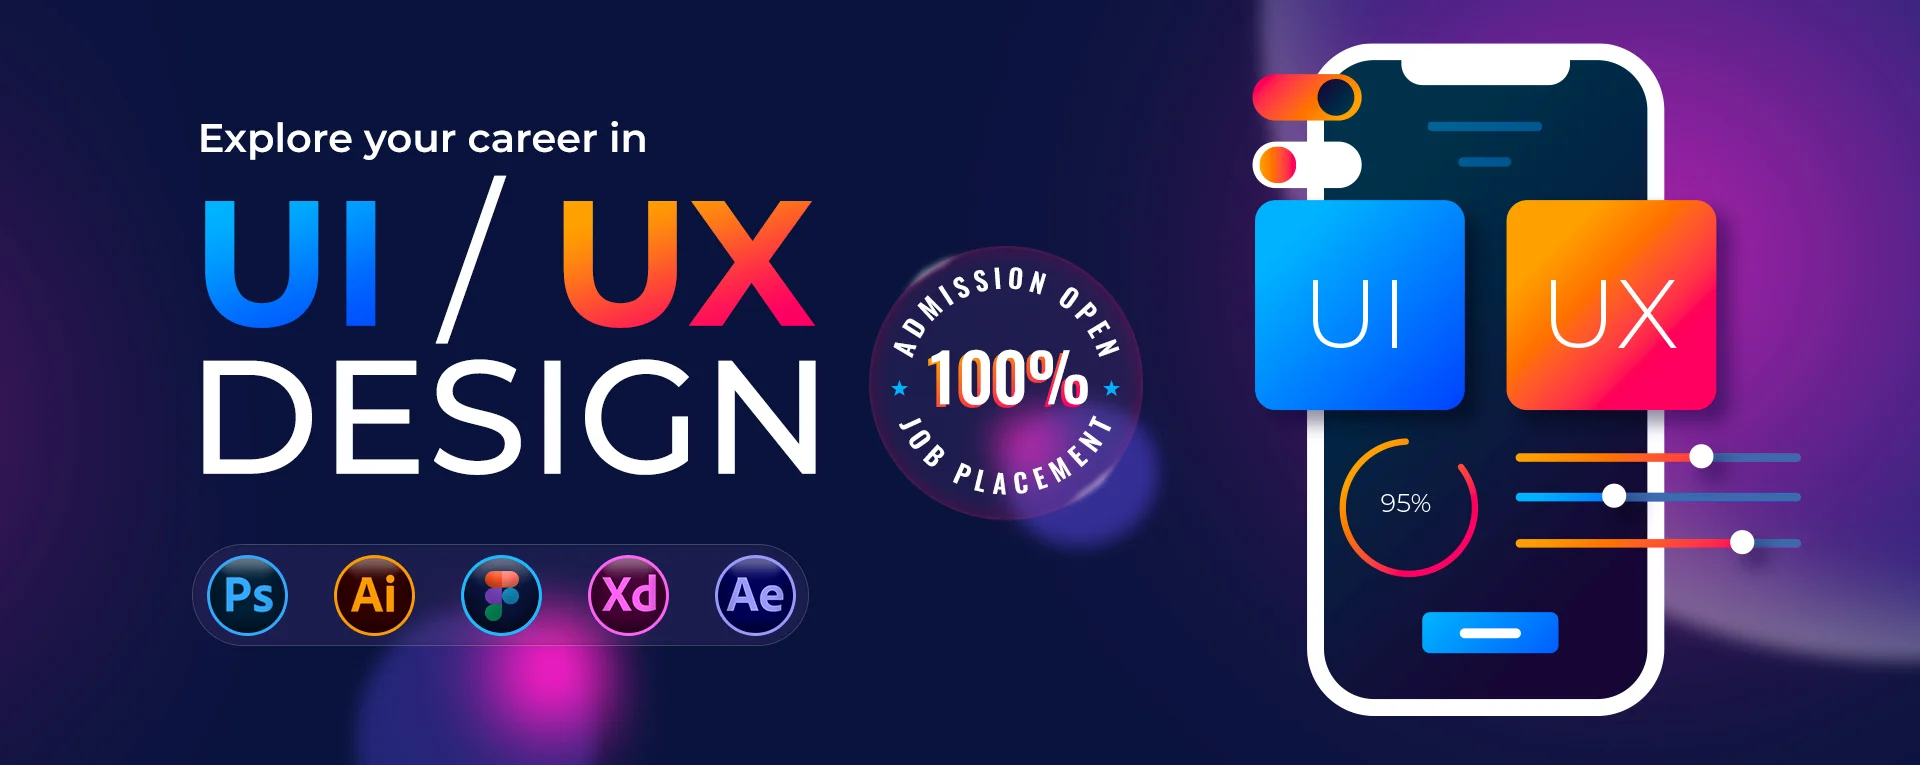 Explore your career in
UI / UX
DESIGN
ADMISSION OPEN
100%
JOB PLACEMENT
Ps Ai Xd Ae
UI UX
95%